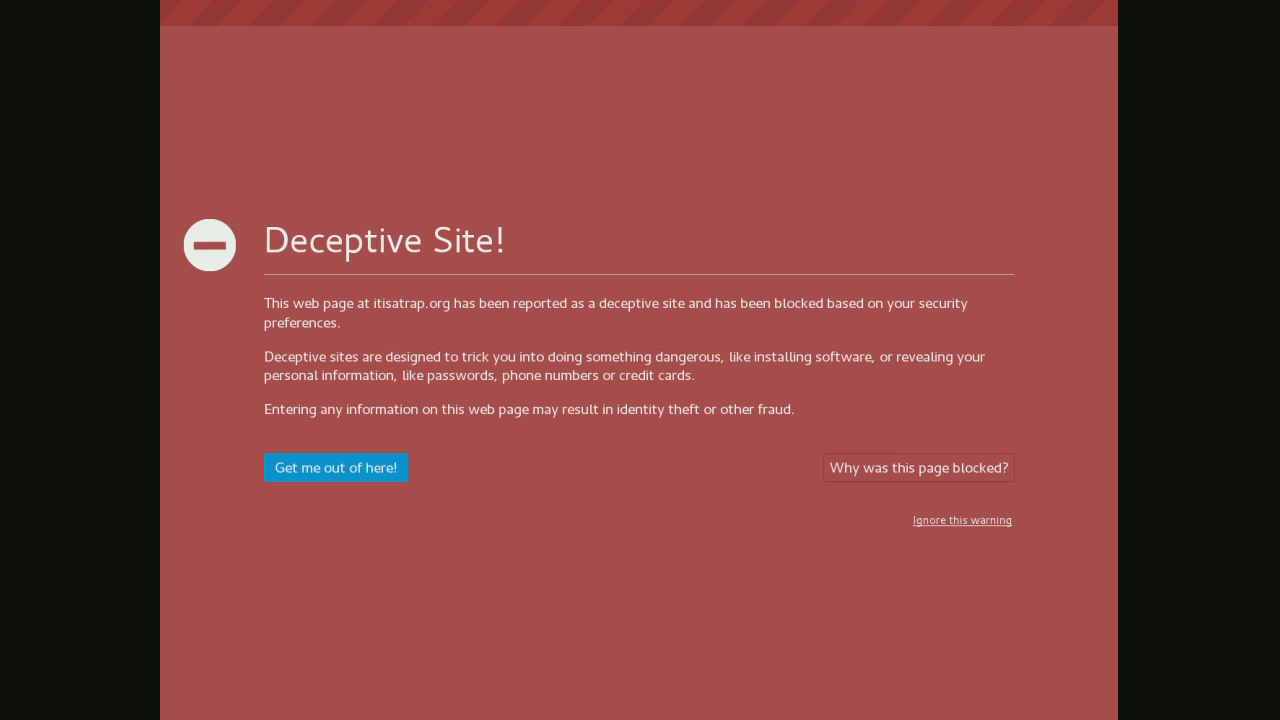 Deceptive Site!
This web page at itisatrap.org has been reported as a deceptive site and has been blocked based on your security
preferences.
Deceptive sites are designed to trick you into doing something dangerous, like installing software, or revealing your
personal information, like passwords, phone numbers or credit cards.
Entering any information on this web page may result in identity theft or other fraud.
Get me out of here!
Why was this page blocked?
Ignore this warning